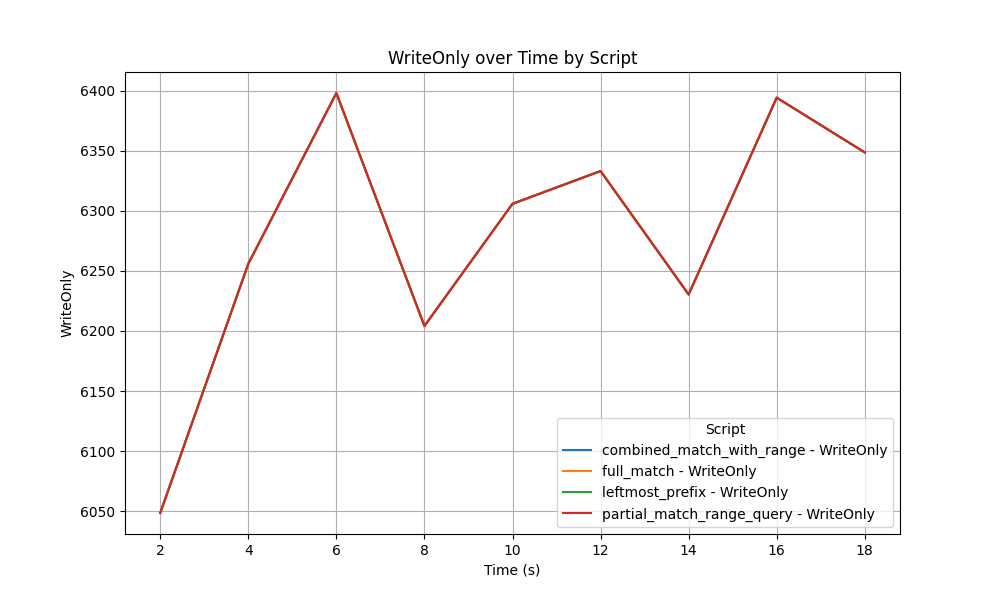 WriteOnly over Time by Script
WriteOnly
6400
6350
6300
6250
6200
6150
6100
6050
2 4 6 8 10 12 14 16 18
Time (s)
Script
combined_match_with_range - WriteOnly
full_match - WriteOnly
leftmost_prefix - WriteOnly
partial_match_range_query - WriteOnly